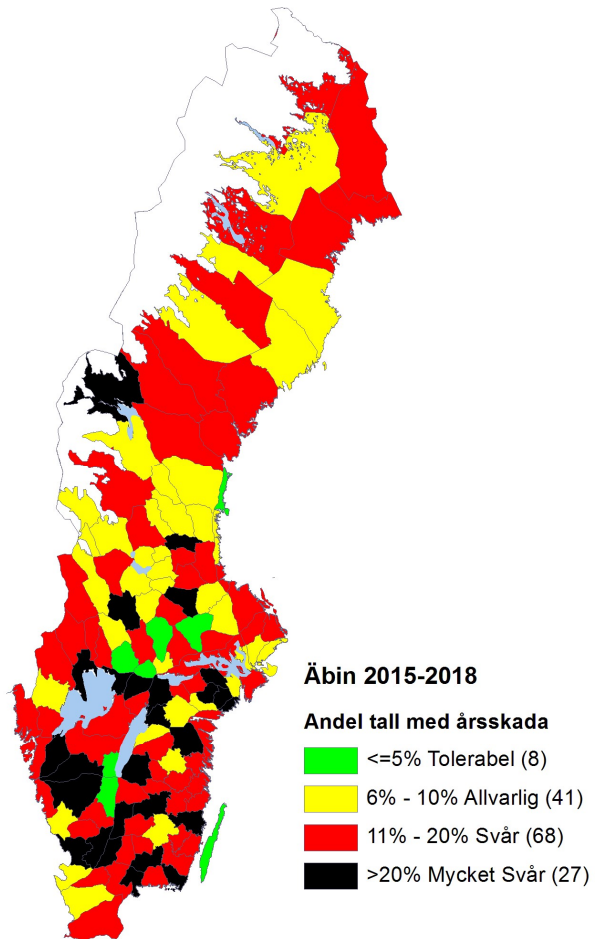 Äbin 2015-2018
Andel tall med årsskada
<=5% Tolerabel (8)
6% - 10% Allvarlig (41)
11% - 20% Svår (68)
>20% Mycket Svår (27)